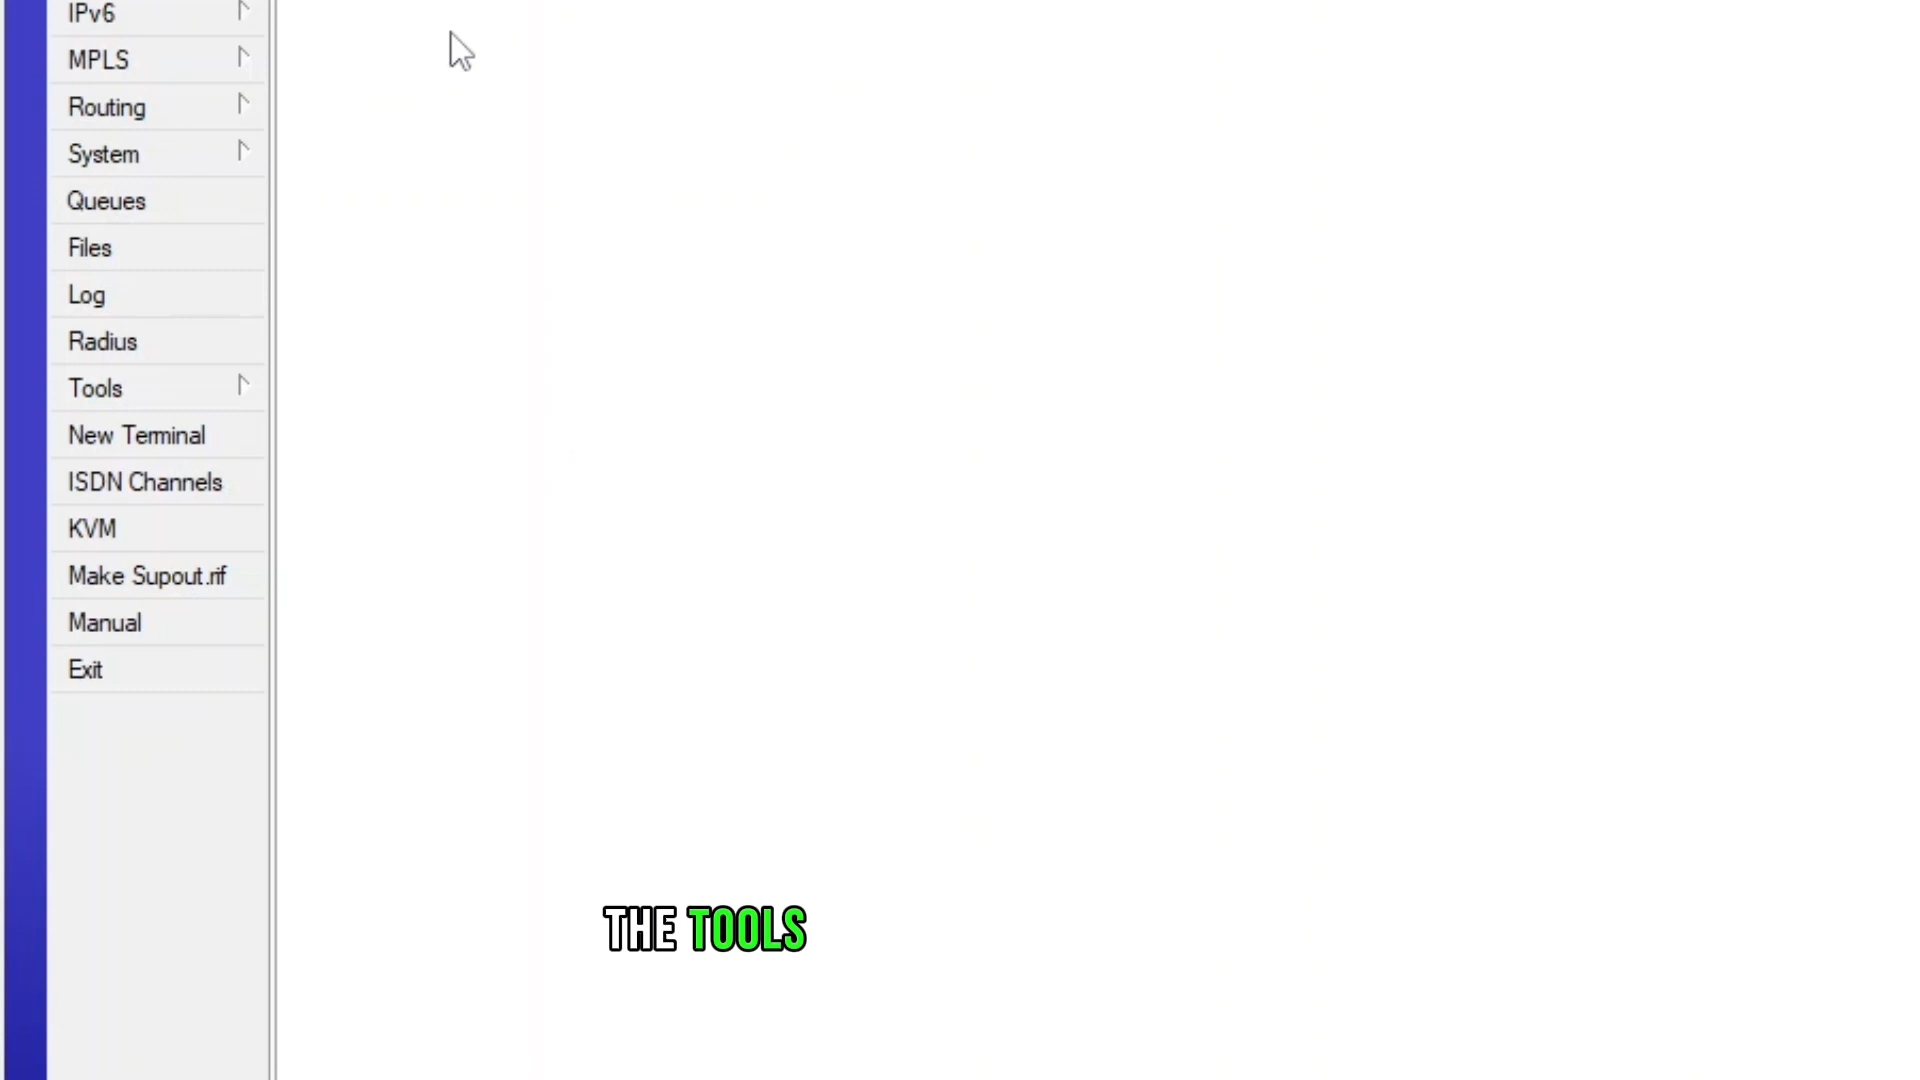 IPv6
MPLS
Routing
System
Queues
Files
Log
Radius
Tools
New Terminal
ISDN Channels
KVM
Make Supout.rif
Manual
Exit
THE TOOLS